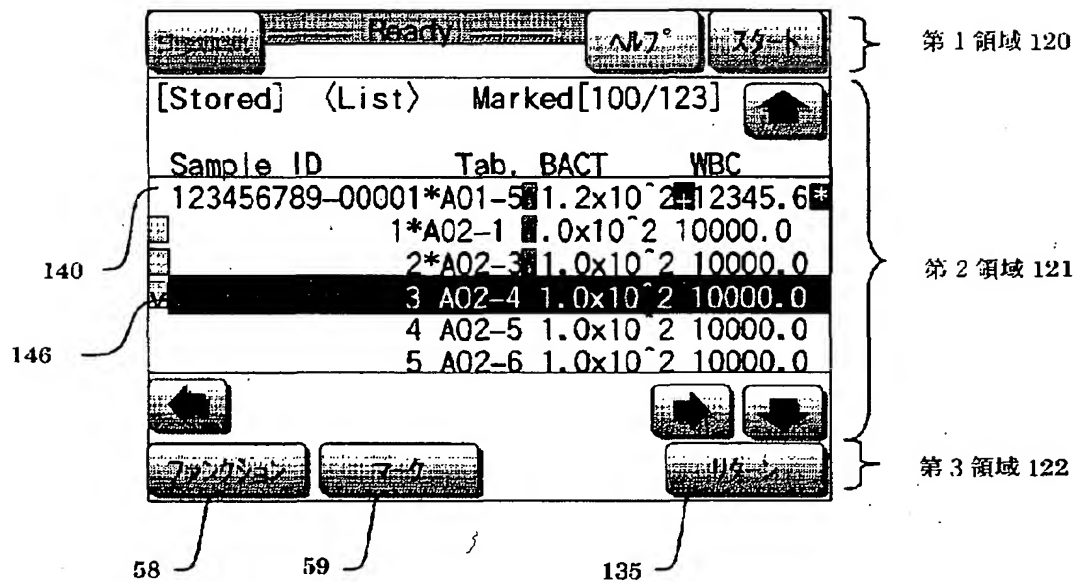 Ready ヘルプ スタート
第1領域 120
[Stored] 〈List〉 Marked[100/123]
Sample ID Tab. BACT WBC
123456789-00001*A01-5 1.2x10^2+12345.6*
1*A02-1 .0x10^2 10000.0
2*A02-3 1.0x10^2 10000.0
140
第2領域 121
3 A02-4 1.0x10^2 10000.0
4 A02-5 1.0x10^2 10000.0
146
5 A02-6 1.0x10^2 10000.0
ファンクション マーク リターン
第3領域 122
58 59 135